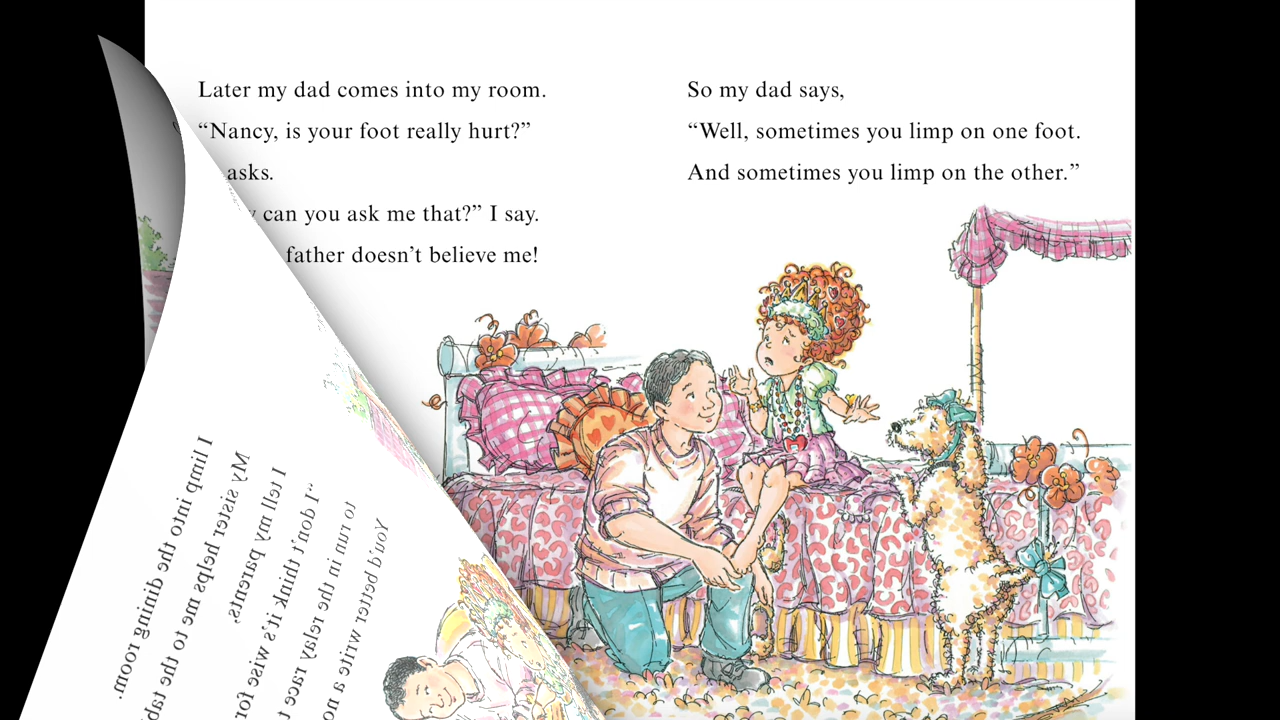 Later my dad comes into my room.
“Nancy, is your foot really hurt?”
asks.
can you ask me that?” I say.
father doesn’t believe me!
So my dad says,
“Well, sometimes you limp on one foot.
And sometimes you limp on the other.”
I limp into the dining room.
My sister helps me to the
I tell my parents,
“I don’t think it’s wise for
to run in the relay race
You’d better write a